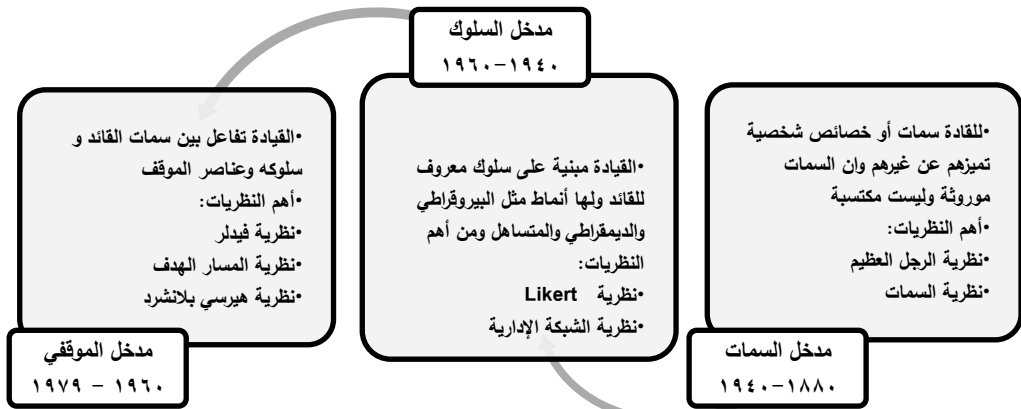 •للقادة سمات أو خصائص شخصية
تميزهم عن غيرهم وان السمات
موروثة وليست مكتسبة
•أهم النظريات:
•نظرية الرجل العظيم
•نظرية السمات
مدخل السمات
١٨٨٠-١٩٤٠
مدخل السلوك
١٩٤٠-١٩٦٠
•القيادة مبنية على سلوك معروف
للقائد ولها أنماط مثل البيروقراطي
والديمقراطي والمتساهل ومن أهم
النظريات:
•نظرية Likert
•نظرية الشبكة الإدارية
•القيادة تفاعل بين سمات القائد و
سلوكه وعناصر الموقف
•أهم النظريات:
•نظرية فيدلر
•نظرية المسار الهدف
•نظرية هيرسي بلانشرد
مدخل الموقفي
١٩٦٠ - ١٩٧٩